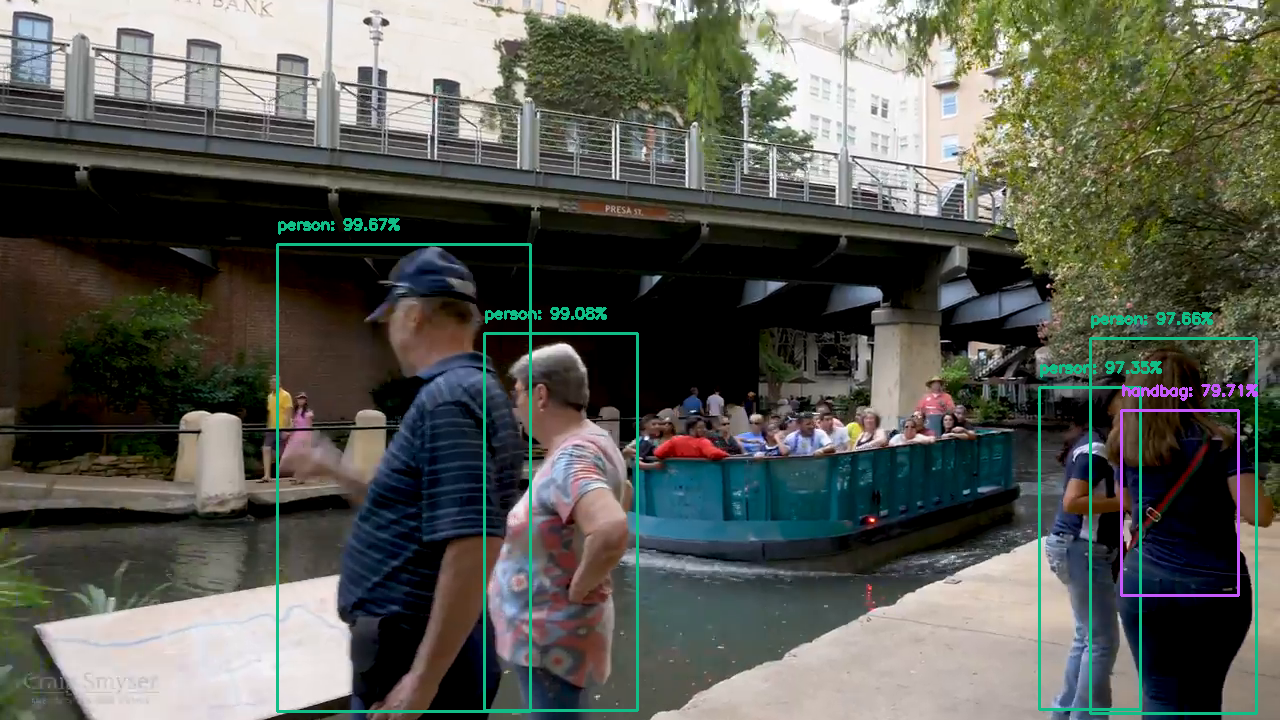 BANK
PRESA ST.
person: 99.67%
person: 99.08%
person: 97.66%
person: 97.35%
handbag: 79.71%
Craig Smyser